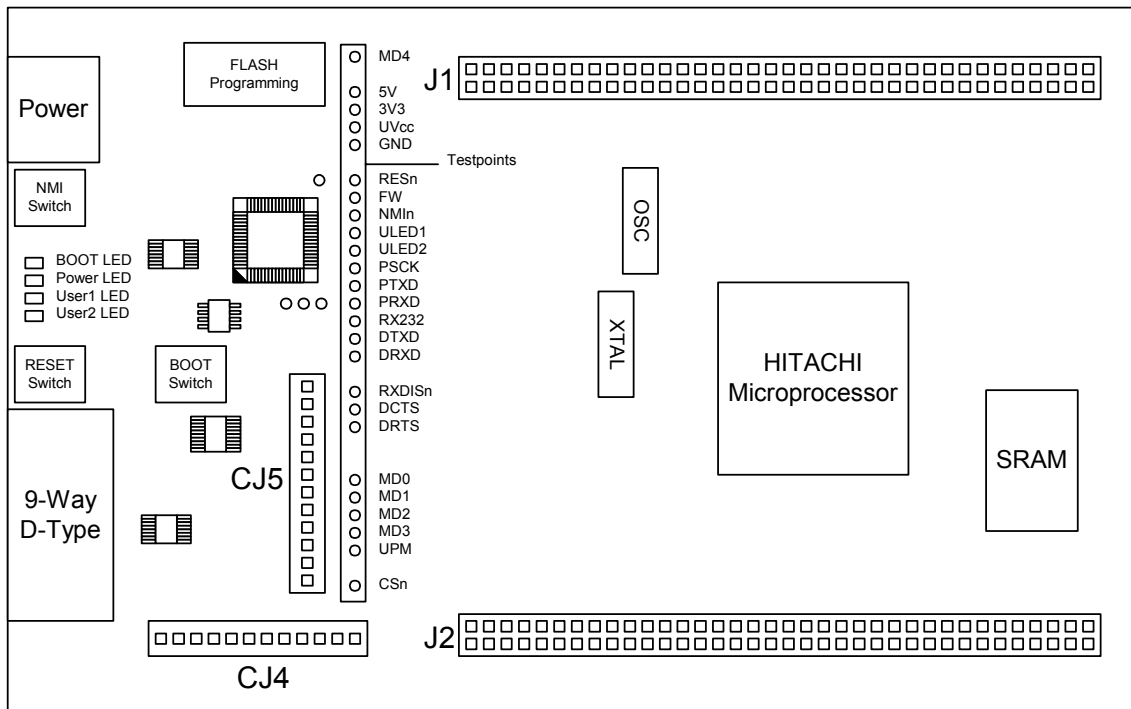 FLASH
Programming
Power
NMI
Switch
BOOT LED
Power LED
User1 LED
User2 LED
RESET
Switch
BOOT
Switch
9-Way
D-Type
CJ5
CJ4
MD4
5V
3V3
UVcc
GND
Testpoints
RESn
FW
NMIn
ULED1
ULED2
PSCK
PTXD
PRXD
RX232
DTXD
DRXD
RXDISn
DCTS
DRTS
MD0
MD1
MD2
MD3
UPM
CSn
J1
OSC
XTAL
HITACHI
Microprocessor
SRAM
J2